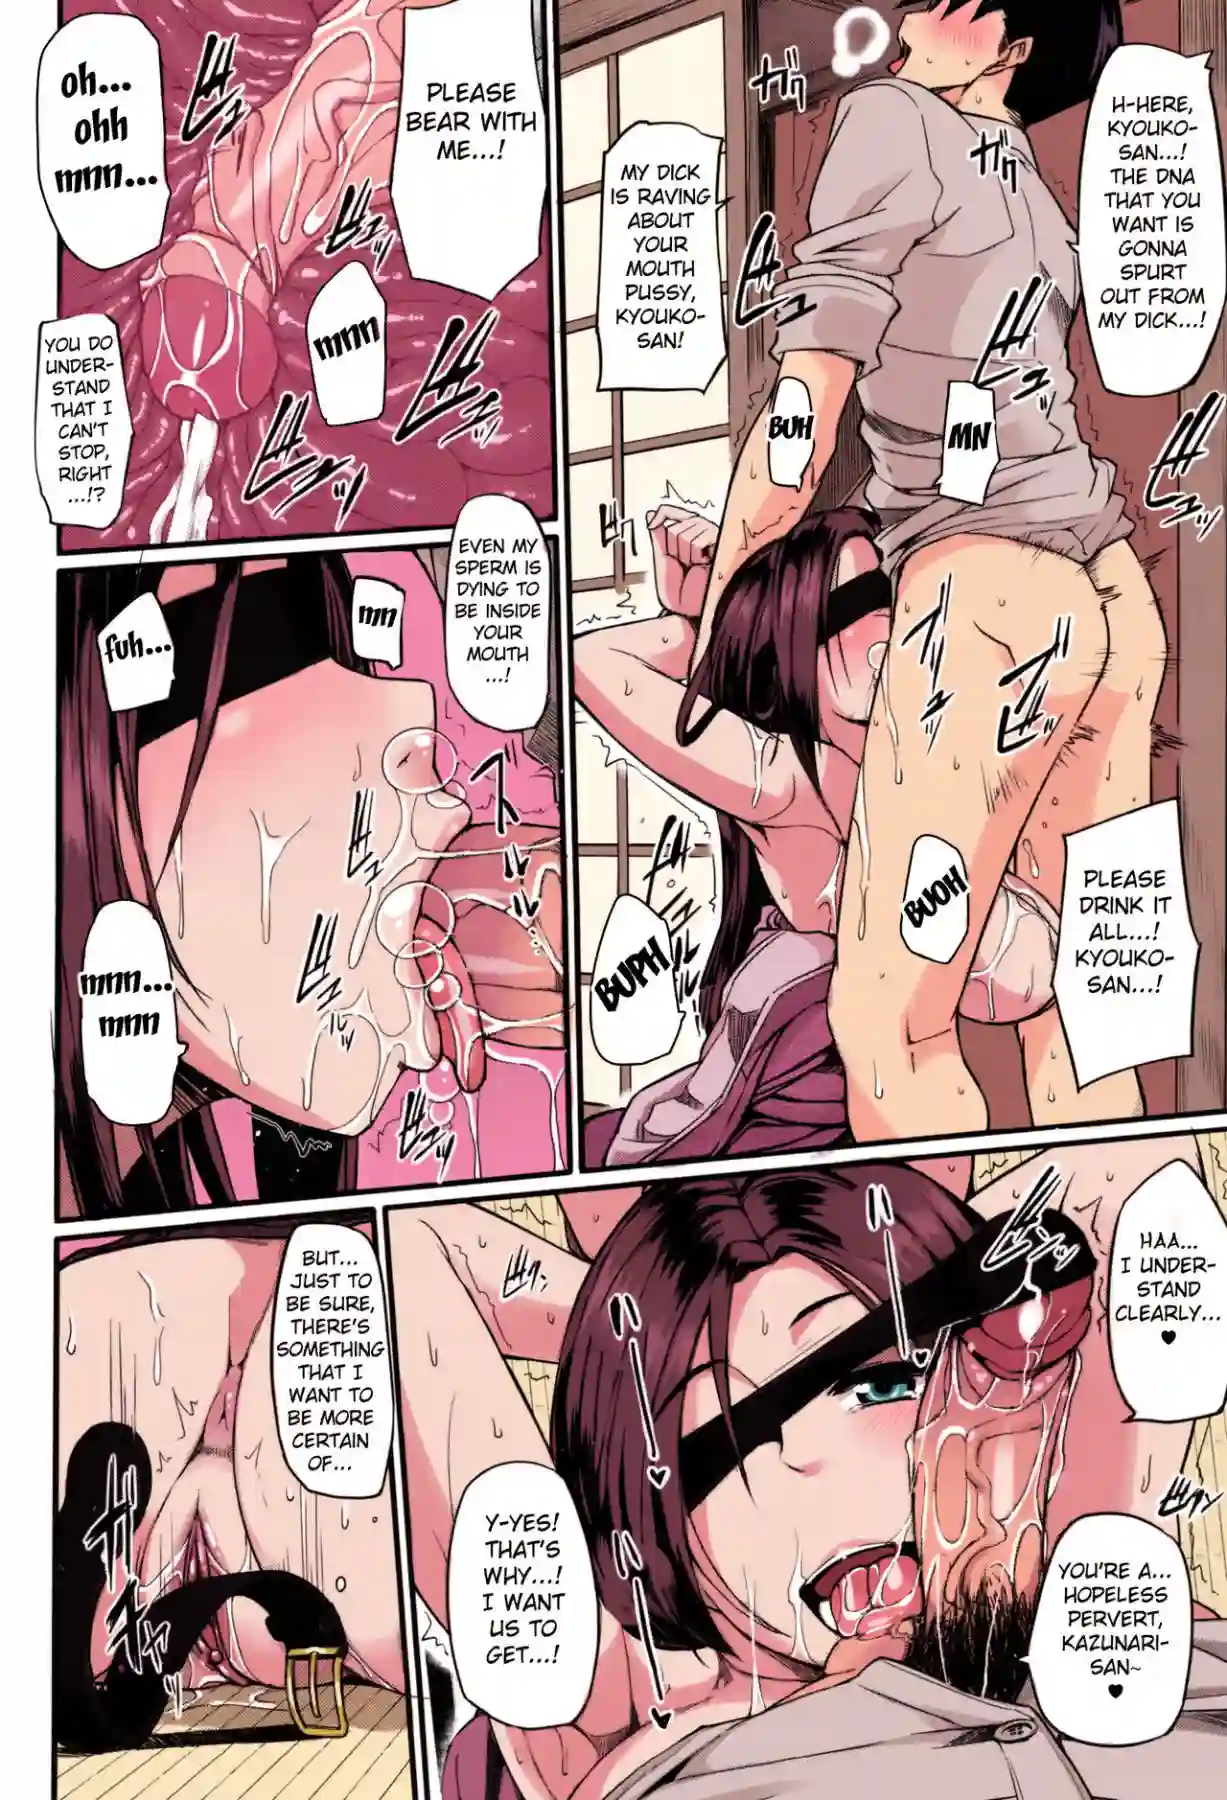 H-HERE,
KYOUKO-
SAN...!
THE DNA
THAT YOU
WANT IS
GONNA
SPURT
OUT FROM
MY DICK...!
MY DICK
IS RAVING
ABOUT
YOUR
MOUTH
PUSSY,
KYOUKO-
SAN!
MN
BUH
BUOH
BUPH
PLEASE
DRINK IT
ALL...!
KYOUKO-
SAN...!
PLEASE
BEAR WITH
ME...!
oh...
ohh
mnn...
mnn
YOU DO
UNDER-
STAND
THAT I
CAN'T
STOP,
RIGHT
...!?
EVEN MY
SPERM IS
DYING TO
BE INSIDE
YOUR
MOUTH
...!
mn
fuh...
mnn...
mnn
HAA...
I UNDER-
STAND
CLEARLY...
♥
YOU'RE A...
HOPELESS
PERVERT,
KAZUNARI-
SAN~
♥
Y-YES!
THAT'S
WHY...!
I WANT
US TO
GET...!
BUT...
JUST TO
BE SURE,
THERE'S
SOMETHING
THAT I
WANT TO
BE MORE
CERTAIN
OF...